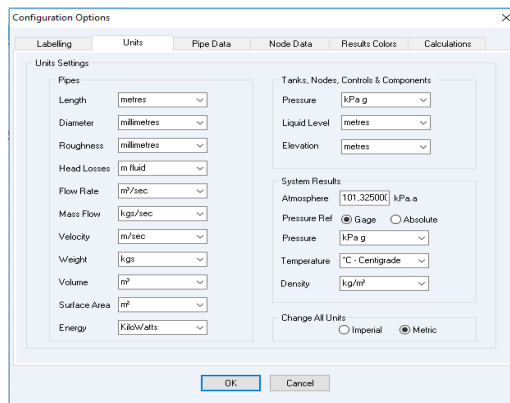 Configuration Options
Labelling Units Pipe Data Node Data Results Colors Calculations
Units Settings
Pipes
Length metres
Diameter millimetres
Roughness millimetres
Head Losses m fluid
Flow Rate m³/sec
Mass Flow kgs/sec
Velocity m/sec
Weight kgs
Volume m³
Surface Area m²
Energy KiloWatts
Tanks, Nodes, Controls & Components
Pressure kPa g
Liquid Level metres
Elevation metres
System Results
Atmosphere 101,325000 kPa.a
Pressure Ref Gage Absolute
Pressure kPa g
Temperature °C - Centigrade
Density kg/m³
Change All Units
Imperial Metric
OK Cancel